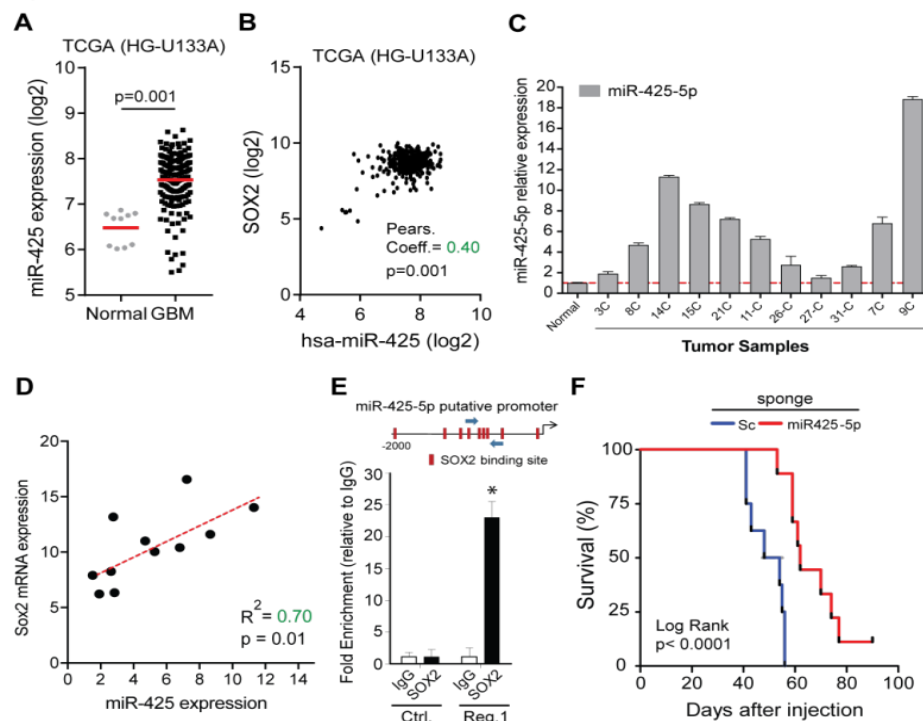 A
TCGA (HG-U133A)
miR-425 expression (log2)
10
9
8
7
6
5
p=0.001
Normal GBM
B
TCGA (HG-U133A)
SOX2 (log2)
15
10
5
0
Pears.
Coeff.= 0.40
p=0.001
4 6 8 10
hsa-miR-425 (log2)
C
miR-425-5p relative expression
20
18
16
14
12
10
8
6
4
2
0
miR-425-5p
Normal 3C 8C 14C 15C 21C 11-C 26-C 27-C 31-C 7C 9C
Tumor Samples
D
Sox2 mRNA expression
20
15
10
5
0
R2= 0.70
p = 0.01
0 2 4 6 8 10 12 14
miR-425 expression
E
miR-425-5p putative promoter
-2000
SOX2 binding site
Fold Enrichment (relative to IgG)
30
25
20
15
10
5
0
*
IgG SOX2 IgG SOX2
Ctrl. Reg.1
F
sponge
Sc miR425-5p
Survival (%)
100
75
50
25
0
Log Rank
p< 0.0001
0 20 40 60 80 100
Days after injection